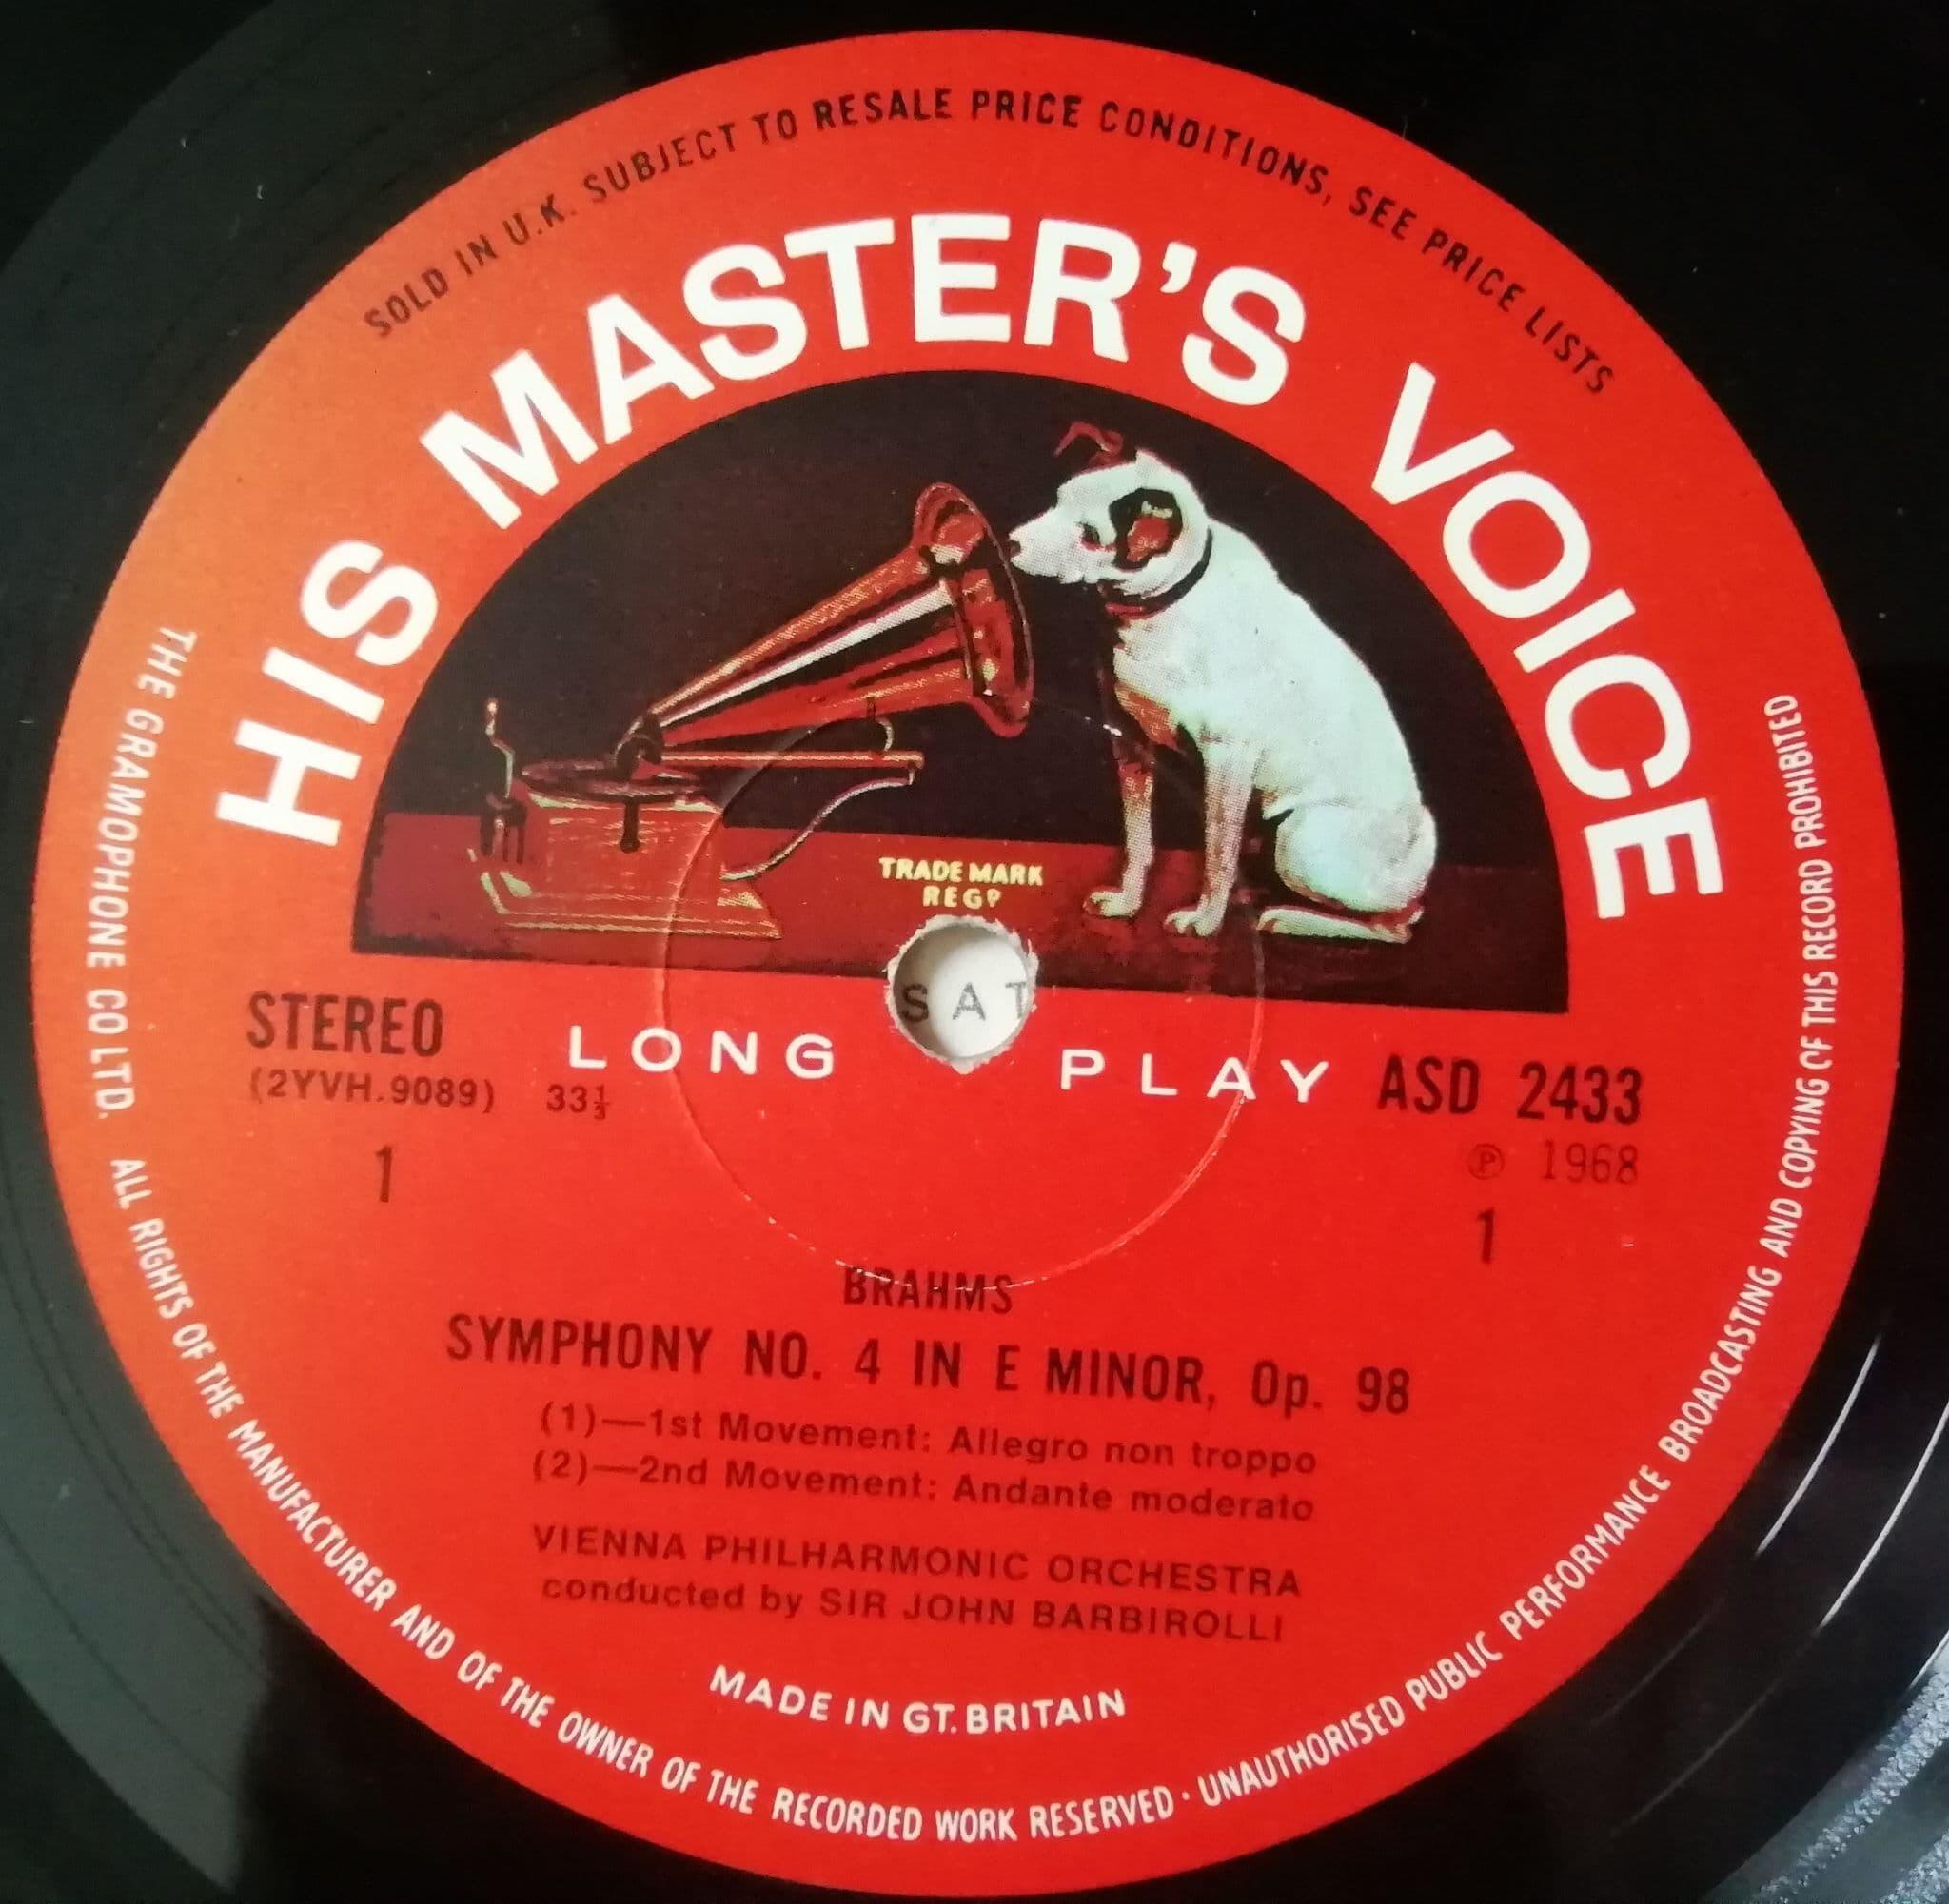 SOLD IN U.K. SUBJECT TO RESALE PRICE CONDITIONS, SEE PRICE LISTS
HIS MASTER'S VOICE
TRADE MARK
REGD
SAT
STEREO
LONG PLAY
ASD 2433
(2YVH.9089) 33⅓
℗ 1968
1
1
BRAHMS
SYMPHONY NO. 4 IN E MINOR, Op. 98
(1)—1st Movement: Allegro non troppo
(2)—2nd Movement: Andante moderato
VIENNA PHILHARMONIC ORCHESTRA
conducted by SIR JOHN BARBIROLLI
MADE IN GT. BRITAIN
THE GRAMOPHONE CO LTD. ALL RIGHTS OF THE MANUFACTURER AND OF THE OWNER OF THE RECORDED WORK RESERVED · UNAUTHORISED PUBLIC PERFORMANCE BROADCASTING AND COPYING OF THIS RECORD PROHIBITED